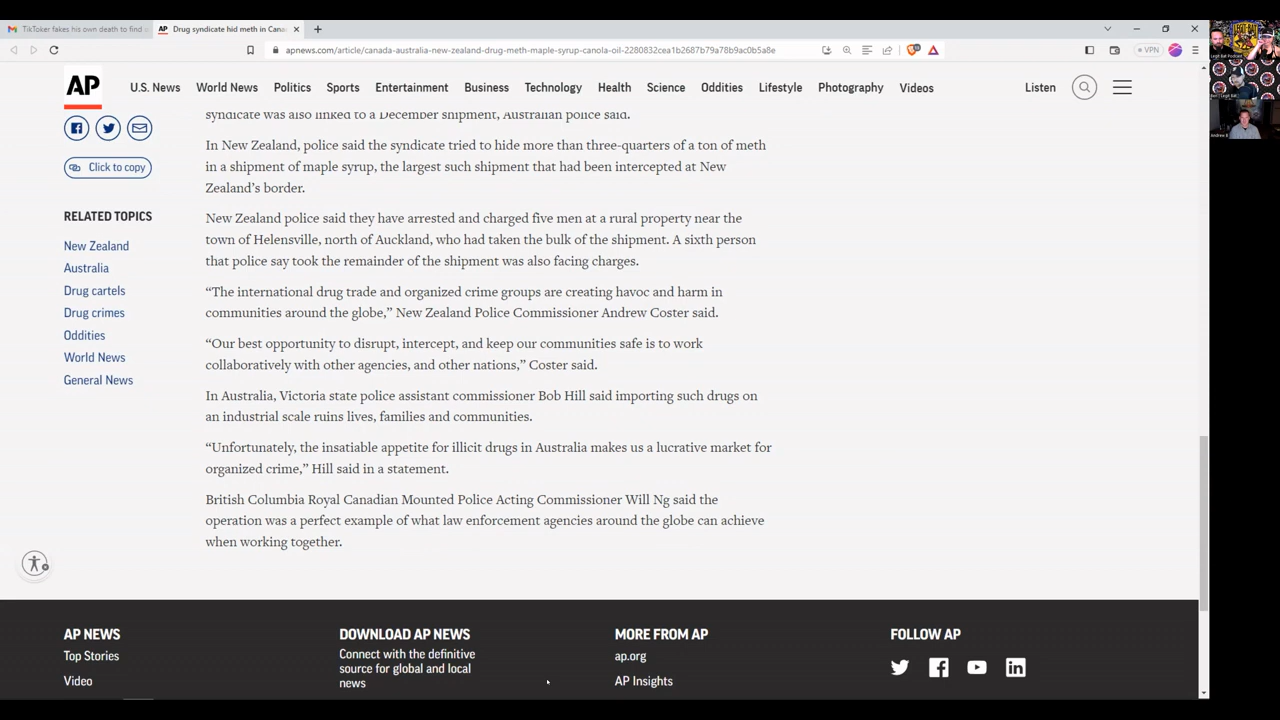 TikToker fakes his own death to find
Drug syndicate hid meth in Cana
apnews.com/article/canada-australia-new-zealand-drug-meth-maple-syrup-canola-oil-2280832cea1b2687b79a78b9ac0b5a8e
VPN
AP
U.S. News World News Politics Sports Entertainment Business Technology Health Science Oddities Lifestyle Photography Videos Listen
syndicate was also linked to a December shipment, Australian police said.
Click to copy
In New Zealand, police said the syndicate tried to hide more than three-quarters of a ton of meth
in a shipment of maple syrup, the largest such shipment that had been intercepted at New
Zealand’s border.
RELATED TOPICS
New Zealand
Australia
Drug cartels
Drug crimes
Oddities
World News
General News
New Zealand police said they have arrested and charged five men at a rural property near the
town of Helensville, north of Auckland, who had taken the bulk of the shipment. A sixth person
that police say took the remainder of the shipment was also facing charges.
“The international drug trade and organized crime groups are creating havoc and harm in
communities around the globe,” New Zealand Police Commissioner Andrew Coster said.
“Our best opportunity to disrupt, intercept, and keep our communities safe is to work
collaboratively with other agencies, and other nations,” Coster said.
In Australia, Victoria state police assistant commissioner Bob Hill said importing such drugs on
an industrial scale ruins lives, families and communities.
“Unfortunately, the insatiable appetite for illicit drugs in Australia makes us a lucrative market for
organized crime,” Hill said in a statement.
British Columbia Royal Canadian Mounted Police Acting Commissioner Will Ng said the
operation was a perfect example of what law enforcement agencies around the globe can achieve
when working together.
AP NEWS
Top Stories
Video
DOWNLOAD AP NEWS
Connect with the definitive
source for global and local
news
MORE FROM AP
ap.org
AP Insights
FOLLOW AP